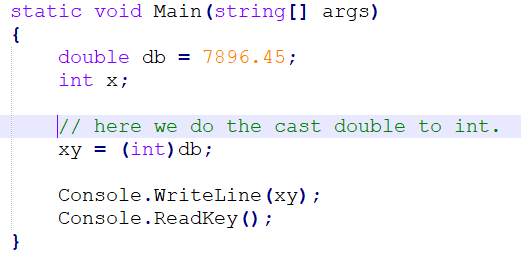 static void Main(string[] args)
{
    double db = 7896.45;
    int x;

    // here we do the cast double to int.
    xy = (int)db;

    Console.WriteLine(xy);
    Console.ReadKey();
}